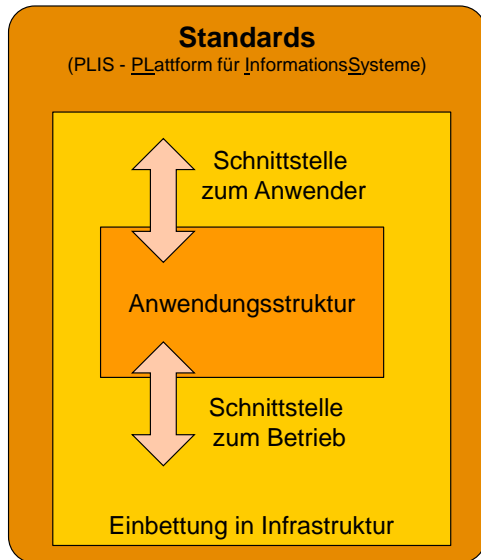 Standards
(PLIS - PLattform für InformationsSysteme)
Schnittstelle
zum Anwender
Anwendungsstruktur
Schnittstelle
zum Betrieb
Einbettung in Infrastruktur